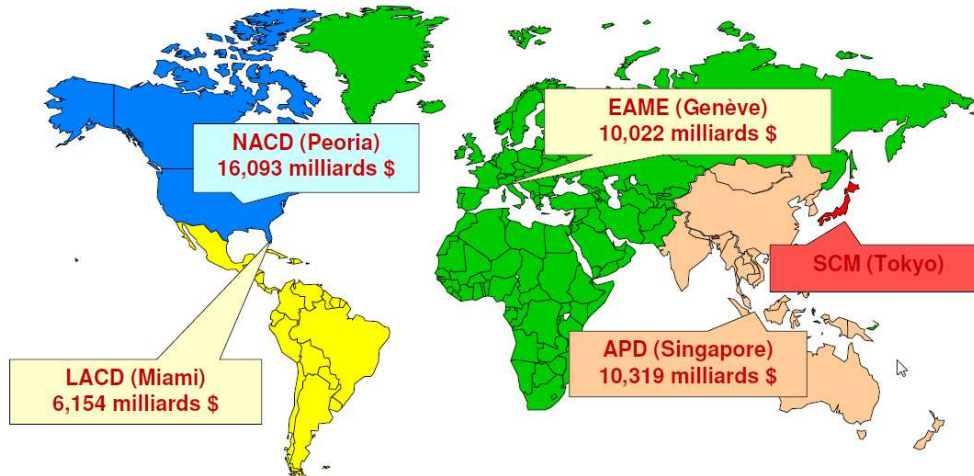 NACD (Peoria)
16,093 milliards $
EAME (Genève)
10,022 milliards $
SCM (Tokyo)
LACD (Miami)
6,154 milliards $
APD (Singapore)
10,319 milliards $